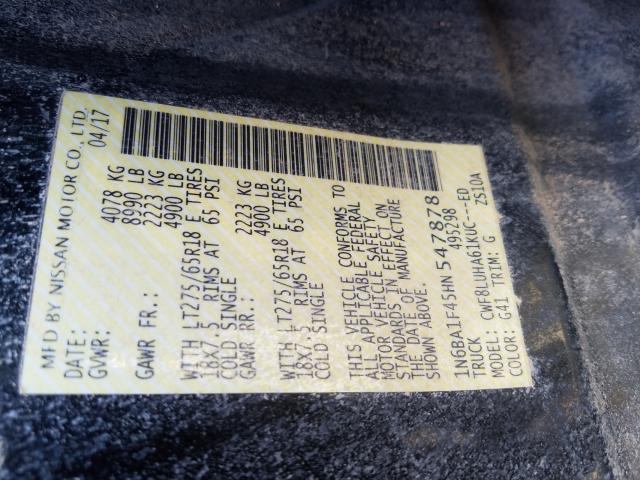 MFD BY NISSAN MOTOR CO., LTD.
DATE: 04/17
GVWR: 4078 KG
8990 LB
GAWR FR.: 2223 KG
4900 LB
WITH LT275/65R18 E TIRES
18X7.5 RIMS AT 65 PSI
COLD SINGLE
GAWR RR.: 2223 KG
4900 LB
WITH LT275/65R18 E TIRES
18X7.5 RIMS AT 65 PSI
COLD SINGLE
THIS VEHICLE CONFORMS TO
ALL APPLICABLE FEDERAL
MOTOR VEHICLE SAFETY
STANDARDS IN EFFECT ON
THE DATE OF MANUFACTURE
SHOWN ABOVE.
1N6BA1F45HN547878
TRUCK 495298
MODEL: CWF8LUHA61KUC---ED
COLOR: G41 TRIM: G ZS10A